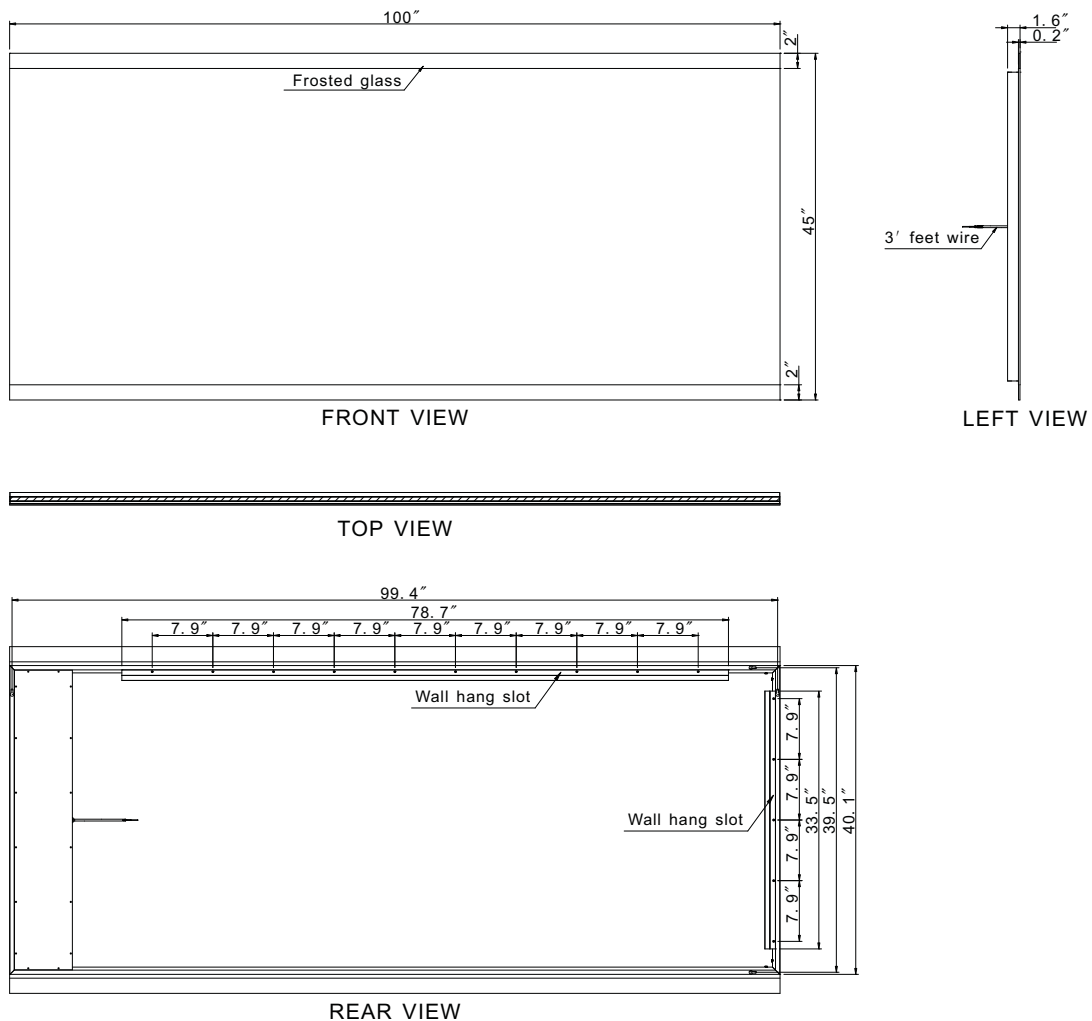 100″
2″
Frosted glass
45″
2″
FRONT VIEW
1.6″
0.2″
3′ feet wire
LEFT VIEW
TOP VIEW
99.4″
78.7″
7.9″ 7.9″ 7.9″ 7.9″ 7.9″ 7.9″ 7.9″ 7.9″ 7.9″
Wall hang slot
Wall hang slot
7.9″
7.9″
7.9″
7.9″
33.5″
39.5″
40.1″
REAR VIEW